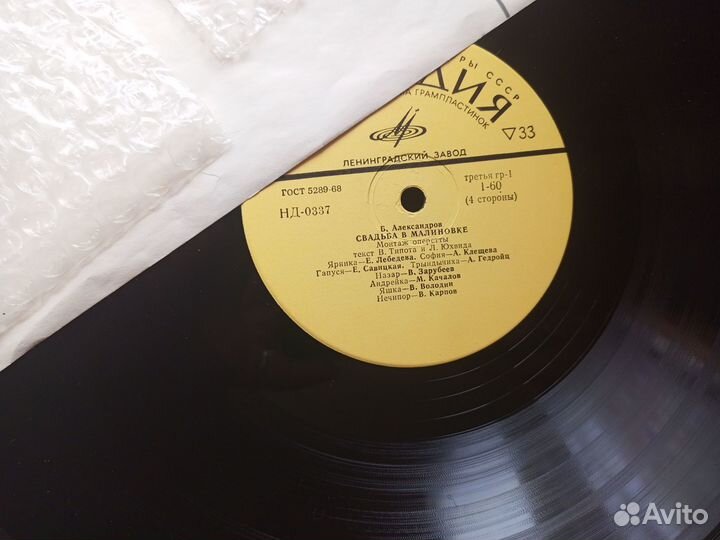 РЫ СССР
ДИЯ
ГРАМПЛАСТИНОК
▽33
ЛЕНИНГРАДСКИЙ ЗАВОД
ГОСТ 5289-68
третья гр-1
НД-0337
1-60
(4 стороны)
Б. Александров
СВАДЬБА В МАЛИНОВКЕ
Монтаж оперетты
текст В. Типота и Л. Юхвида
Яринка—Е. Лебедева. София—А. Клещева
Гапуся—Е. Савицкая. Трындычиха—А. Гедройц
Назар—В. Зарубеев
Андрейка—М. Качалов
Яшка—В. Володин
Нечипор—В. Карпов
Avito